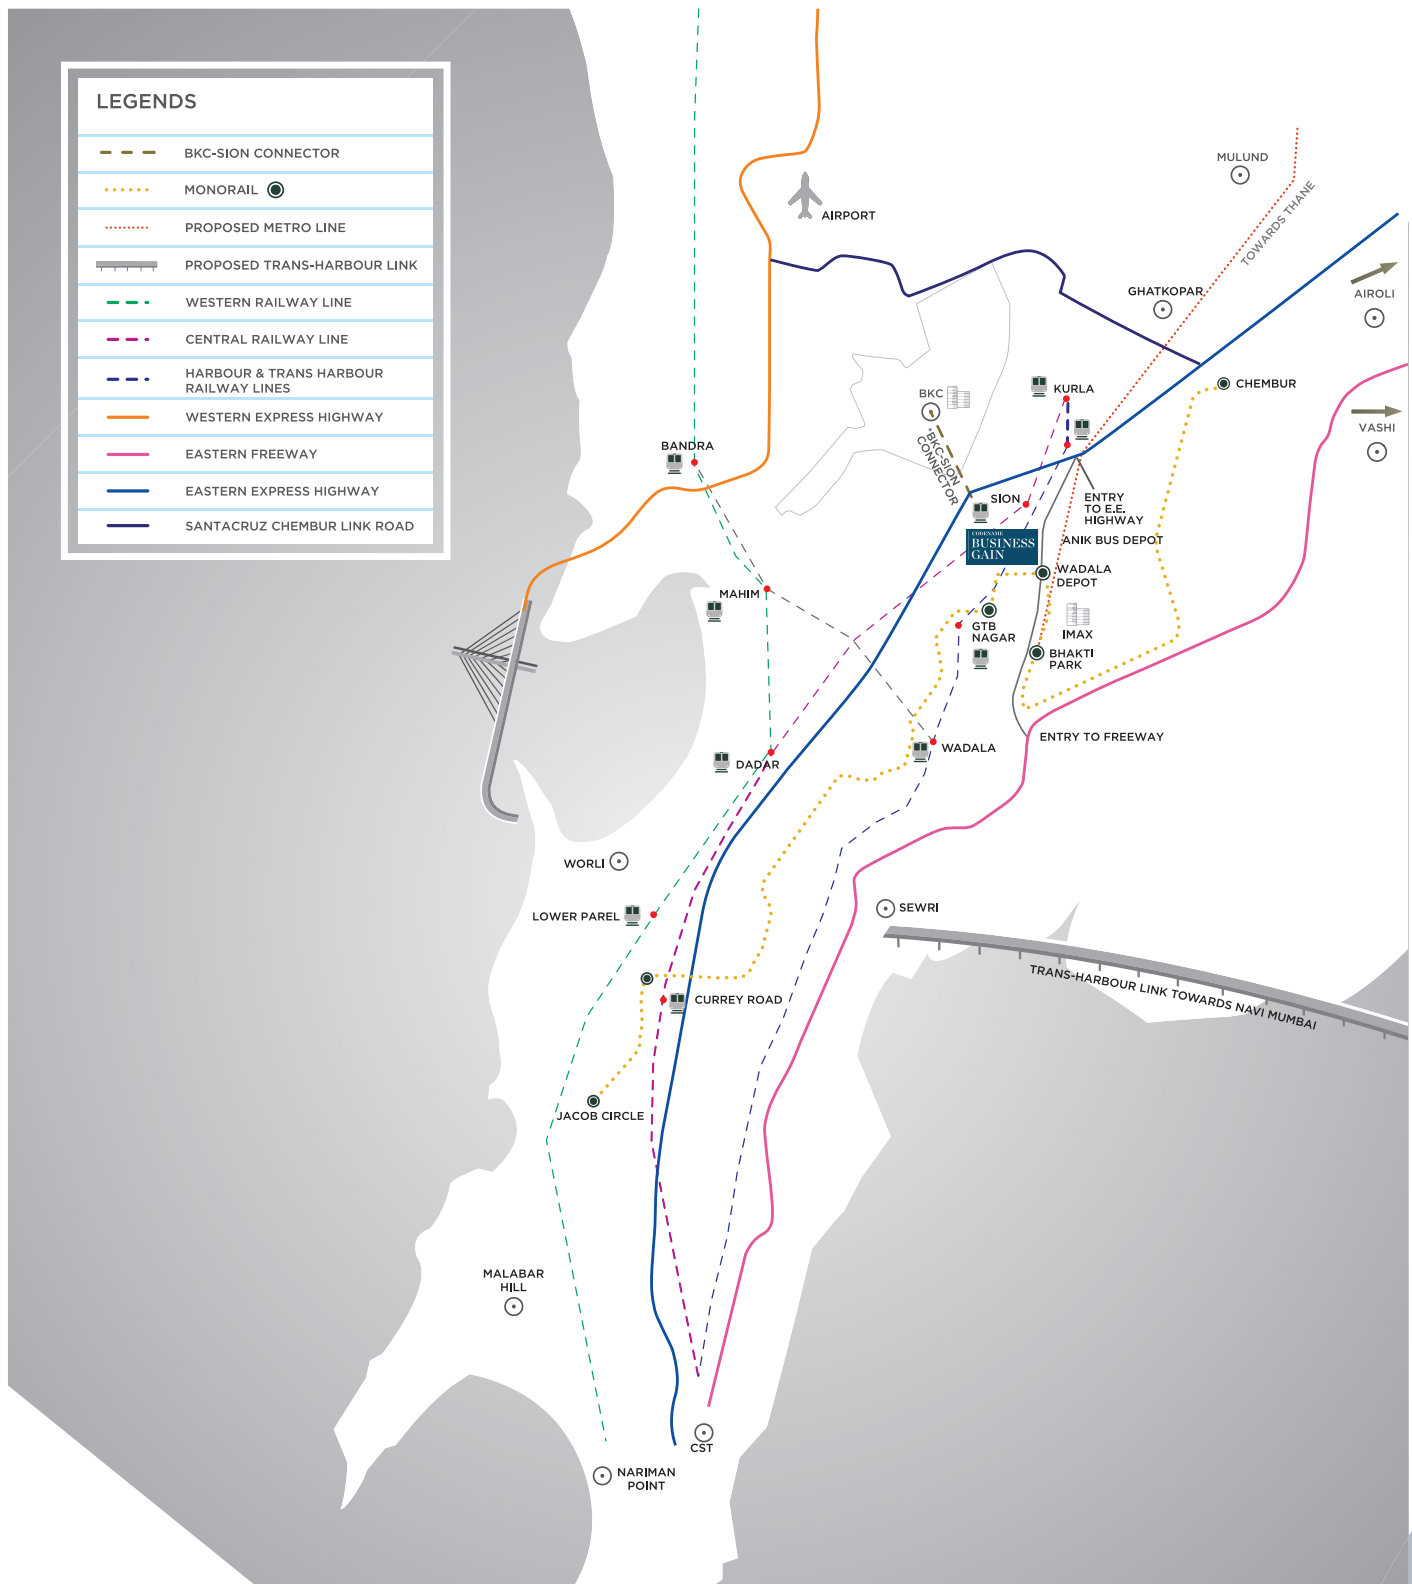 LEGENDS
BKC-SION CONNECTOR
MONORAIL
PROPOSED METRO LINE
PROPOSED TRANS-HARBOUR LINK
WESTERN RAILWAY LINE
CENTRAL RAILWAY LINE
HARBOUR & TRANS HARBOUR
RAILWAY LINES
WESTERN EXPRESS HIGHWAY
EASTERN FREEWAY
EASTERN EXPRESS HIGHWAY
SANTACRUZ CHEMBUR LINK ROAD
MULUND
TOWARDS THANE
AIRPORT
GHATKOPAR
AIROLI
CHEMBUR
KURLA
BKC
VASHI
*BKC-SION
CONNECTOR
BANDRA
SION
ENTRY
TO E.E.
HIGHWAY
CODENAME
BUSINESS
GAIN
ANIK BUS DEPOT
WADALA
DEPOT
MAHIM
GTB
NAGAR
IMAX
BHAKTI
PARK
ENTRY TO FREEWAY
WADALA
DADAR
WORLI
SEWRI
LOWER PAREL
TRANS-HARBOUR LINK TOWARDS NAVI MUMBAI
CURREY ROAD
JACOB CIRCLE
MALABAR
HILL
CST
NARIMAN
POINT